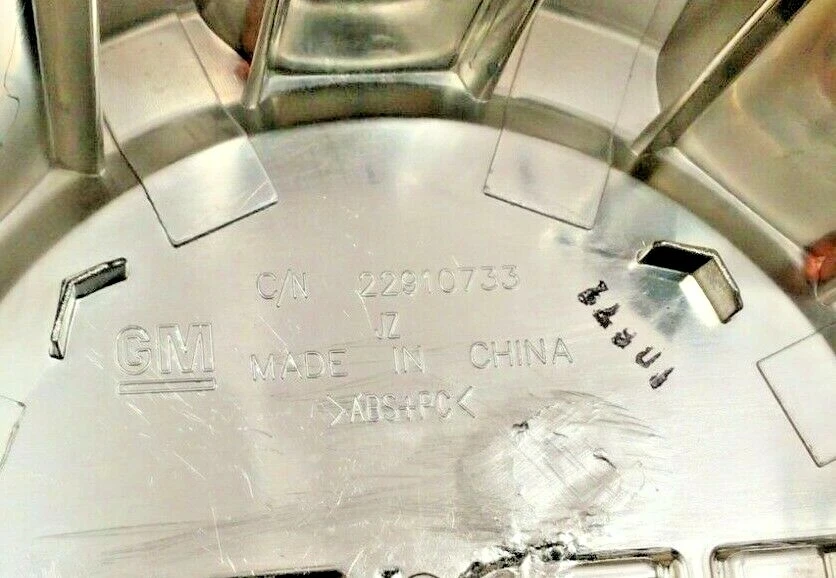 C/N 22910733
JZ
GM
MADE IN CHINA
>ABS+PC<